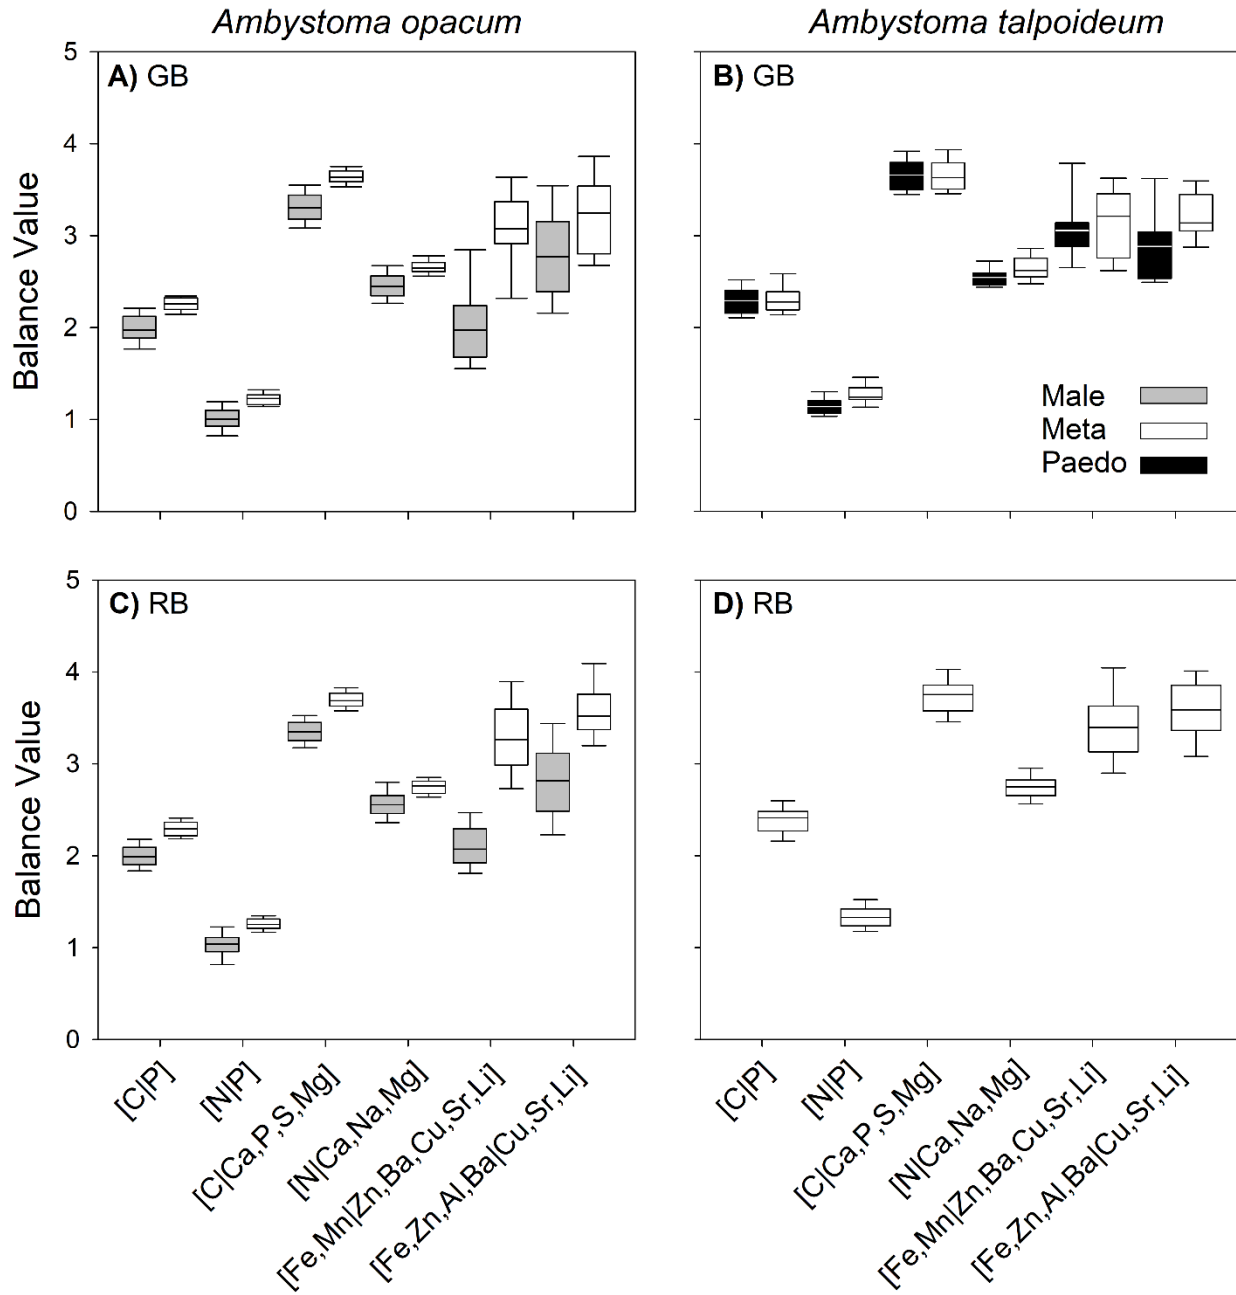 Ambystoma opacum
Ambystoma talpoideum
A) GB
B) GB
Balance Value
5
4
3
2
1
0
Male
Meta
Paedo
C) RB
D) RB
Balance Value
5
4
3
2
1
0
[C|P]
[N|P]
[C|Ca,P,S,Mg]
[N|Ca,Na,Mg]
[Fe,Mn|Zn,Ba,Cu,Sr,Li]
[Fe,Zn,Al,Ba|Cu,Sr,Li]
[C|P]
[N|P]
[C|Ca,P,S,Mg]
[N|Ca,Na,Mg]
[Fe,Mn|Zn,Ba,Cu,Sr,Li]
[Fe,Zn,Al,Ba|Cu,Sr,Li]